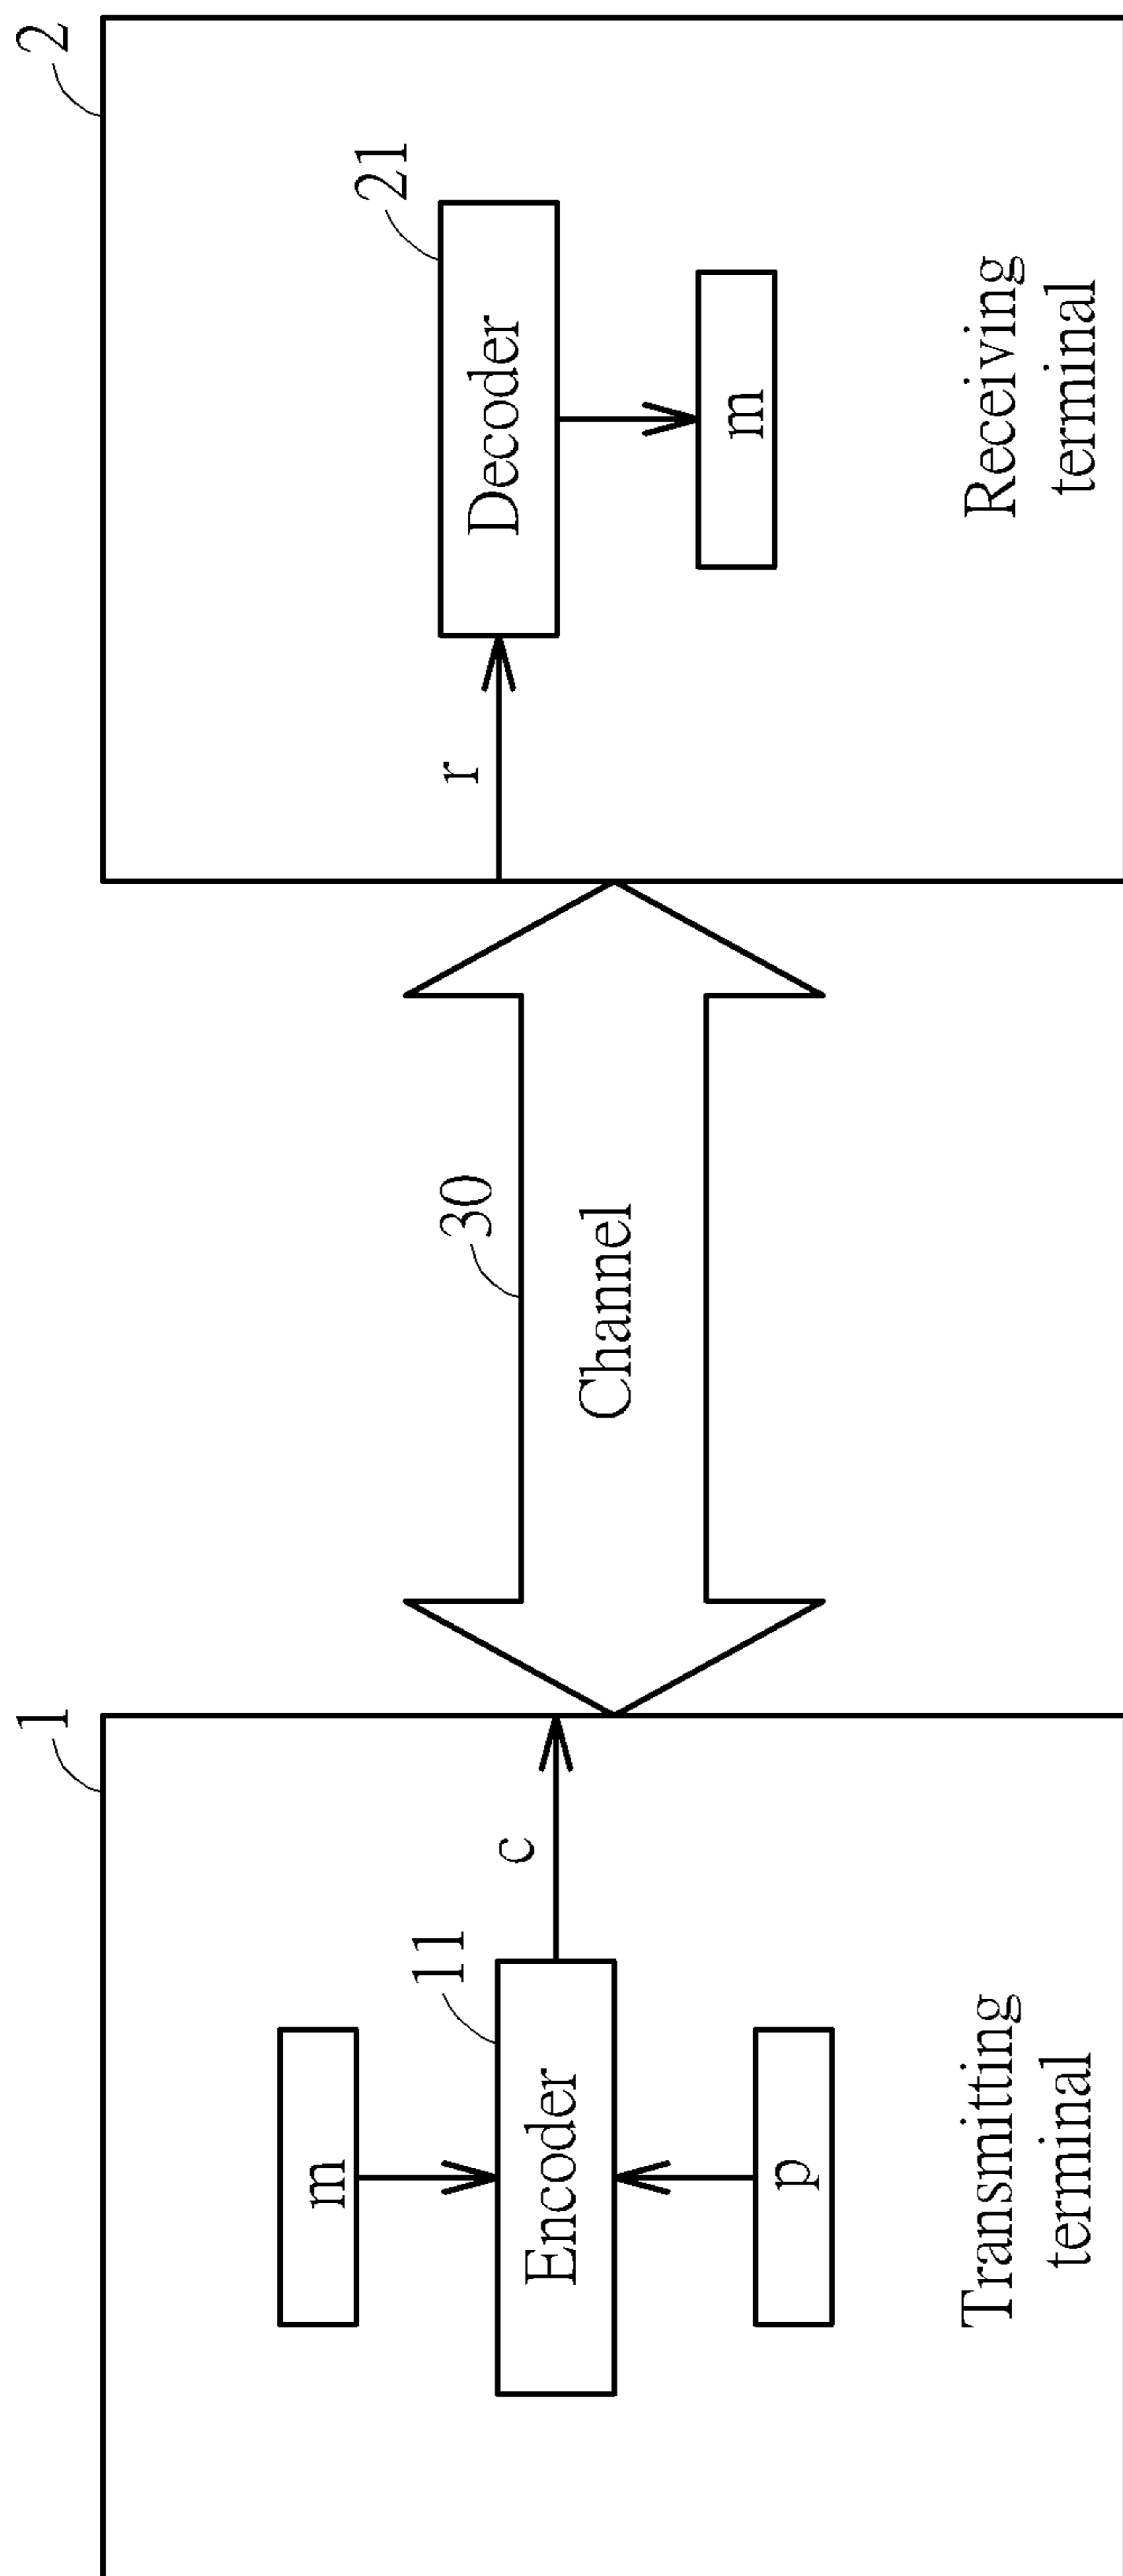 1
m
11
Encoder
c
p
Transmitting
terminal
30
Channel
2
21
r
Decoder
m
Receiving
terminal